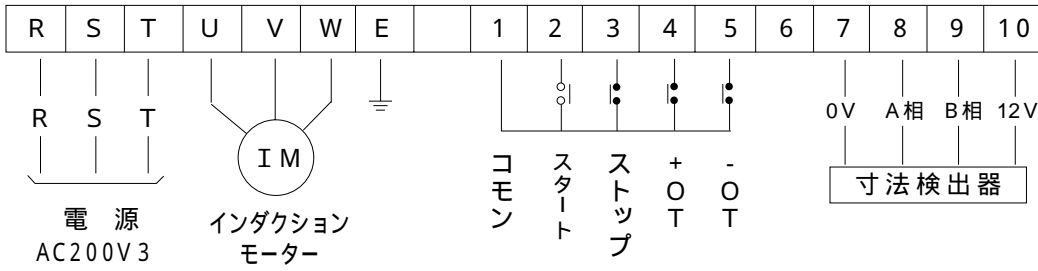 R S T U V W E 1 2 3 4 5 6 7 8 9 10
R S T
0V A相 B相 12V
IM
コモン
スタート
ストップ
+OT
-OT
寸法検出器
電源
AC200V3
インダクション
モーター